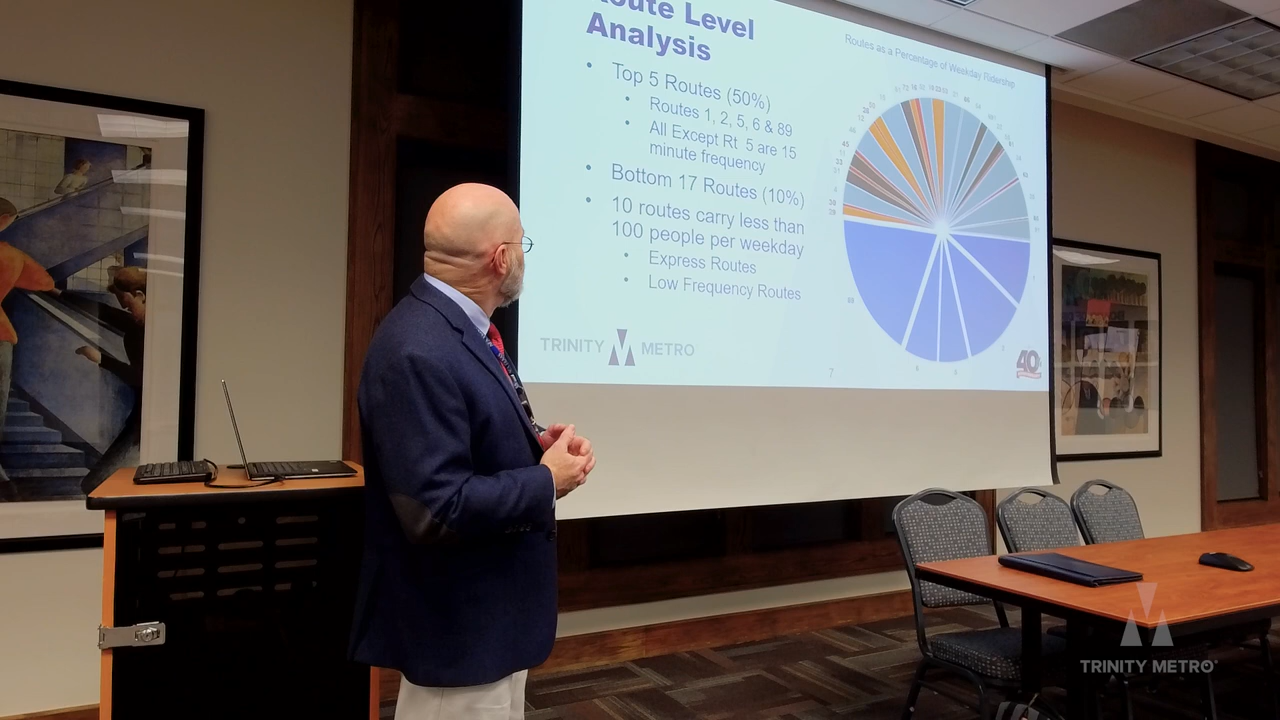 oute Level
Analysis
Routes as a Percentage of Weekday Ridership
• Top 5 Routes (50%)
• Routes 1, 2, 5, 6 & 89
• All Except Rt 5 are 15
minute frequency
• Bottom 17 Routes (10%)
• 10 routes carry less than
100 people per weekday
• Express Routes
• Low Frequency Routes
TRINITY METRO
7
40
TRINITY METRO